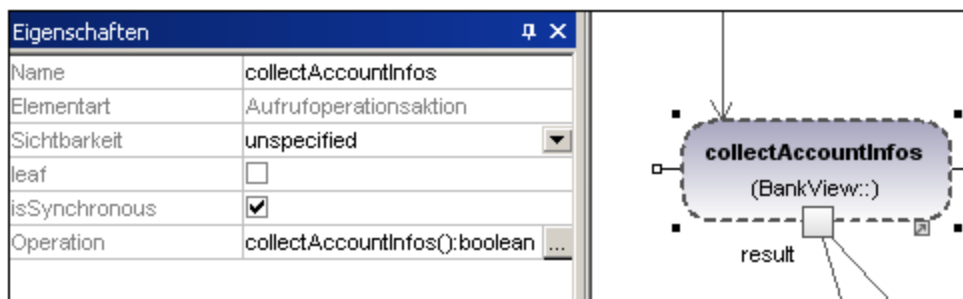 Eigenschaften
Name collectAccountInfos
Elementart Aufrufoperationsaktion
Sichtbarkeit unspecified
leaf
isSynchronous
Operation collectAccountInfos():boolean ...
collectAccountInfos
(BankView::)
result